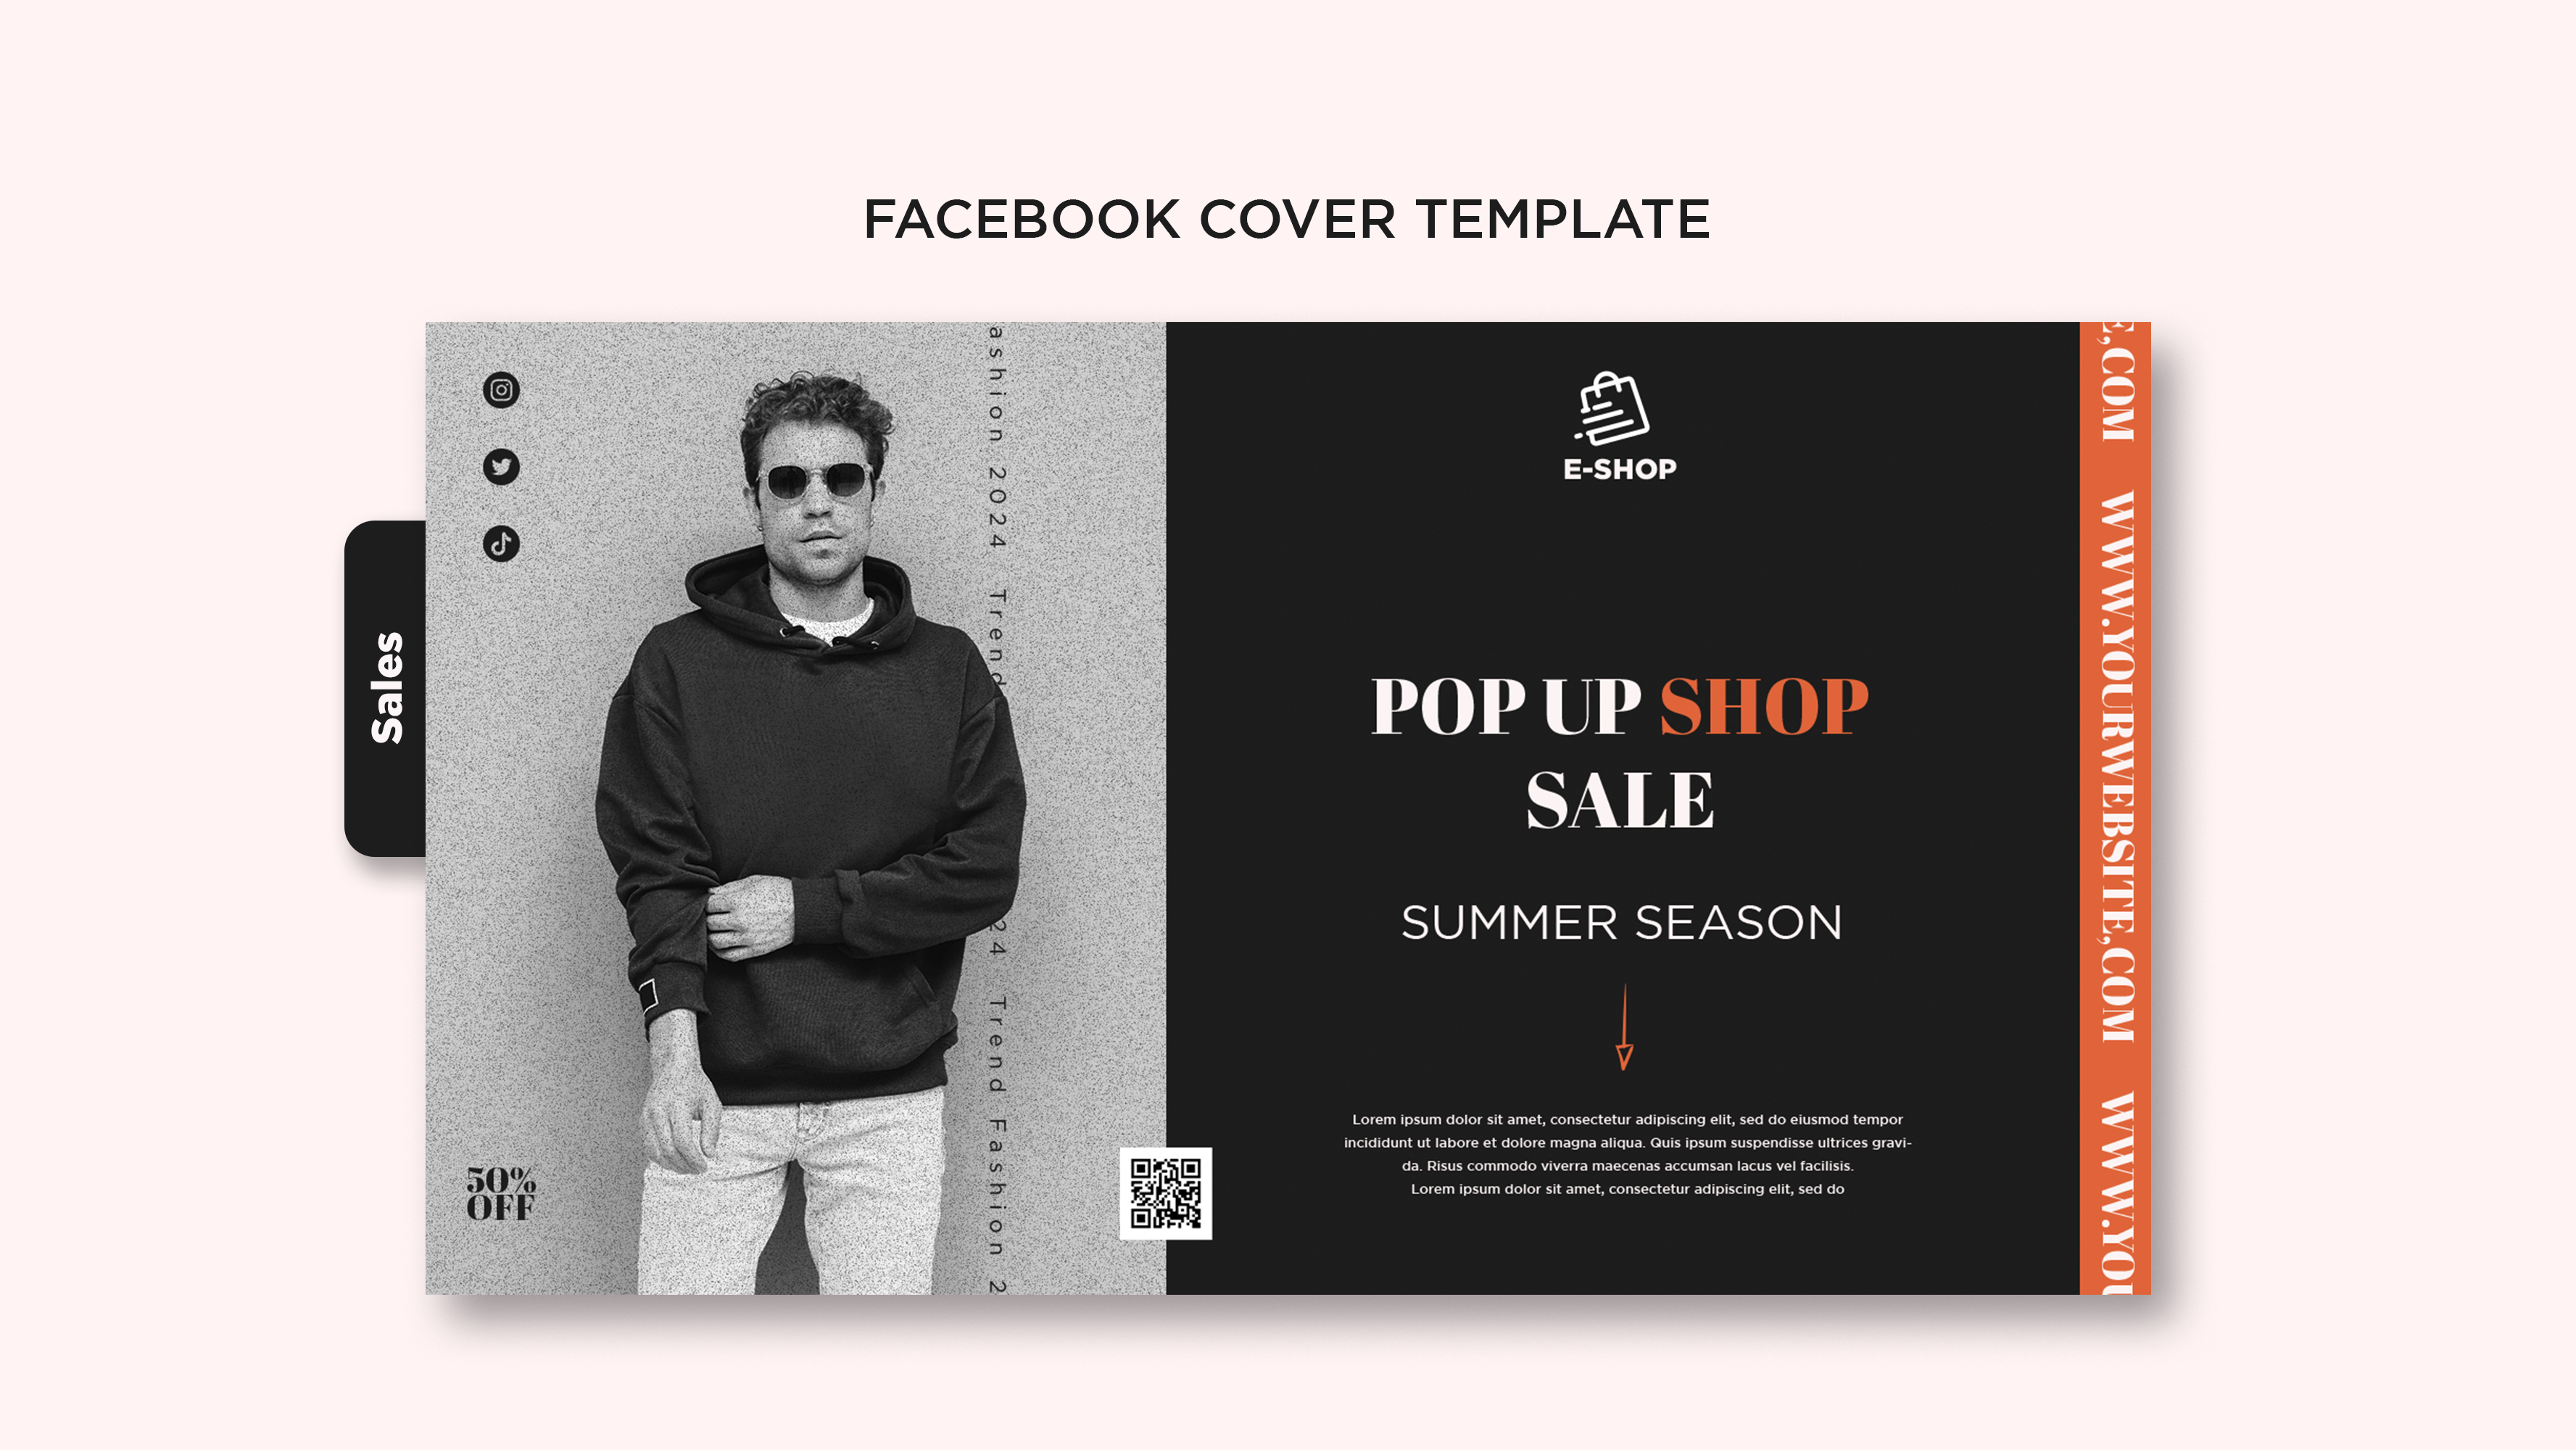 FACEBOOK COVER TEMPLATE
Sales
ashion 2024 Trend
24 Trend Fashion 2
50%
OFF
E-SHOP
POP UP SHOP
SALE
SUMMER SEASON
Lorem ipsum dolor sit amet, consectetur adipiscing elit, sed do eiusmod tempor
incididunt ut labore et dolore magna aliqua. Quis ipsum suspendisse ultrices gravi-
da. Risus commodo viverra maecenas accumsan lacus vel facilisis.
Lorem ipsum dolor sit amet, consectetur adipiscing elit, sed do
E,COM WWW.YOURWEBSITE,COM WWW.YOU